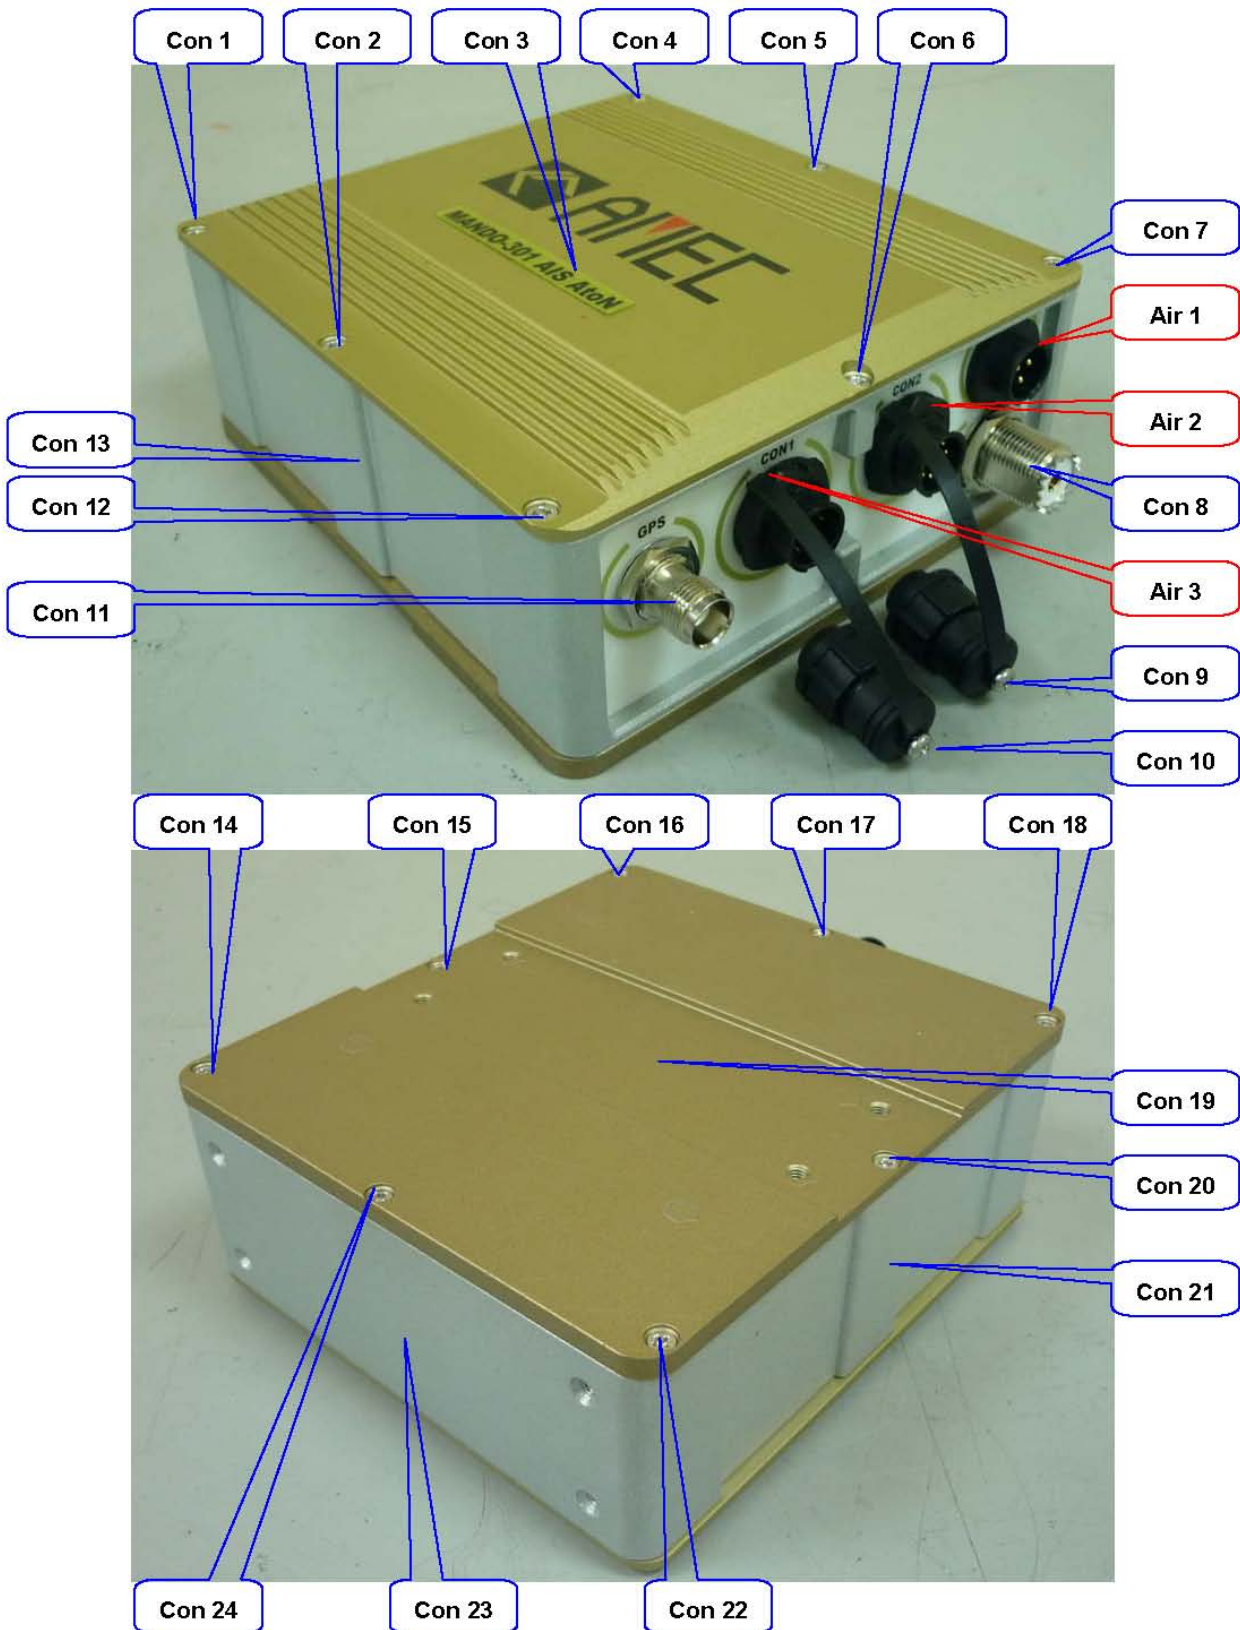 Con 1
Con 2
Con 3
Con 4
Con 5
Con 6
AMEC
MANDO-301 AIS AtoN
Con 7
Air 1
Air 2
Con 8
Air 3
Con 9
Con 10
Con 13
Con 12
Con 11
CON2
CON1
GPS
Con 14
Con 15
Con 16
Con 17
Con 18
Con 19
Con 20
Con 21
Con 24
Con 23
Con 22